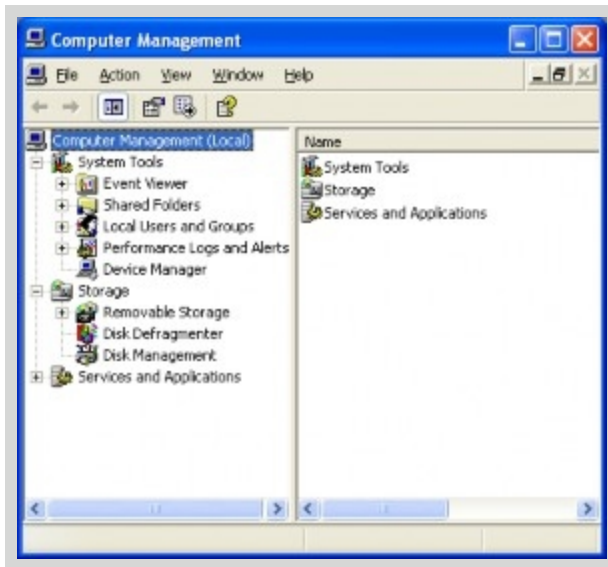 Computer Management
File Action View Window Help
Computer Management (Local)
System Tools
Event Viewer
Shared Folders
Local Users and Groups
Performance Logs and Alerts
Device Manager
Storage
Removable Storage
Disk Defragmenter
Disk Management
Services and Applications
Name
System Tools
Storage
Services and Applications